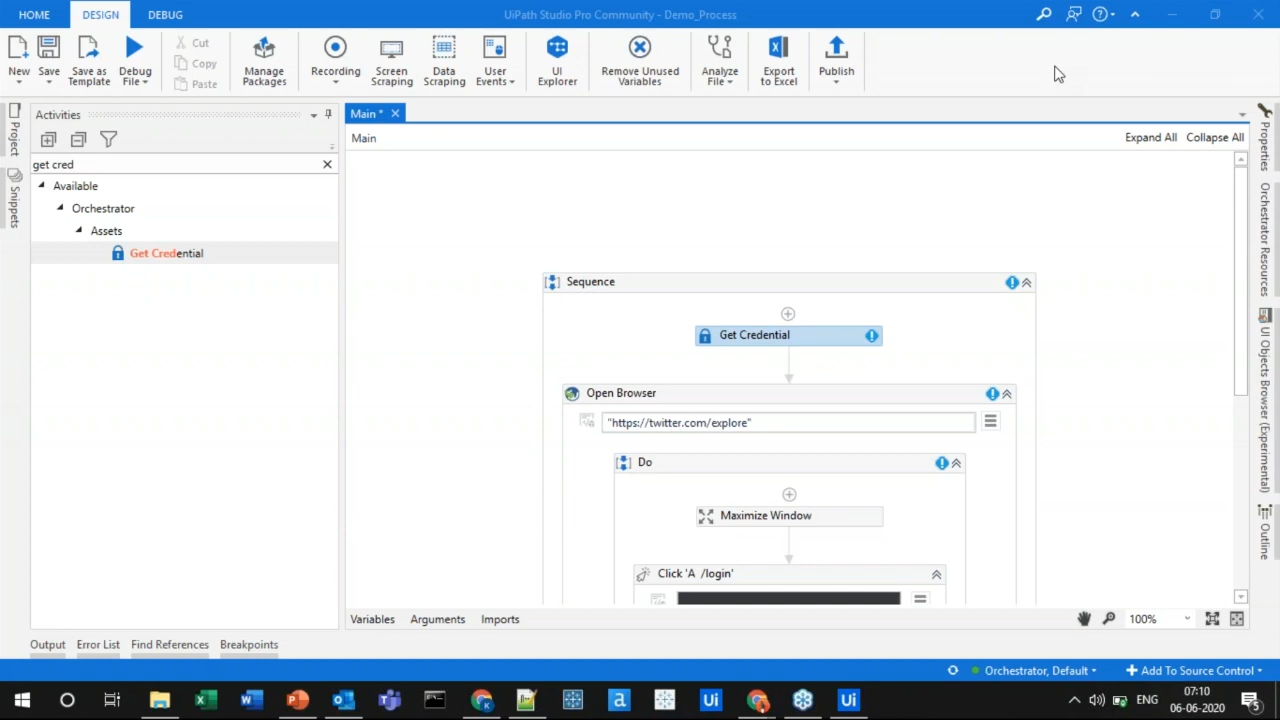 HOME
DESIGN
DEBUG
UiPath Studio Pro Community - Demo_Process
New
Save
Save as Template
Debug File
Cut
Copy
Paste
Manage Packages
Recording
Screen Scraping
Data Scraping
User Events
UI Explorer
Remove Unused Variables
Analyze File
Export to Excel
Publish
Project
Snippets
Activities
get cred
Available
Orchestrator
Assets
Get Credential
Main *
Main
Expand All
Collapse All
Sequence
Get Credential
Open Browser
"https://twitter.com/explore"
Do
Maximize Window
Click 'A /login'
Variables
Arguments
Imports
100%
Properties
Orchestrator Resources
UI Objects Browser (Experimental)
Outline
Output
Error List
Find References
Breakpoints
Orchestrator, Default
Add To Source Control
ENG
07:10
06-06-2020
5